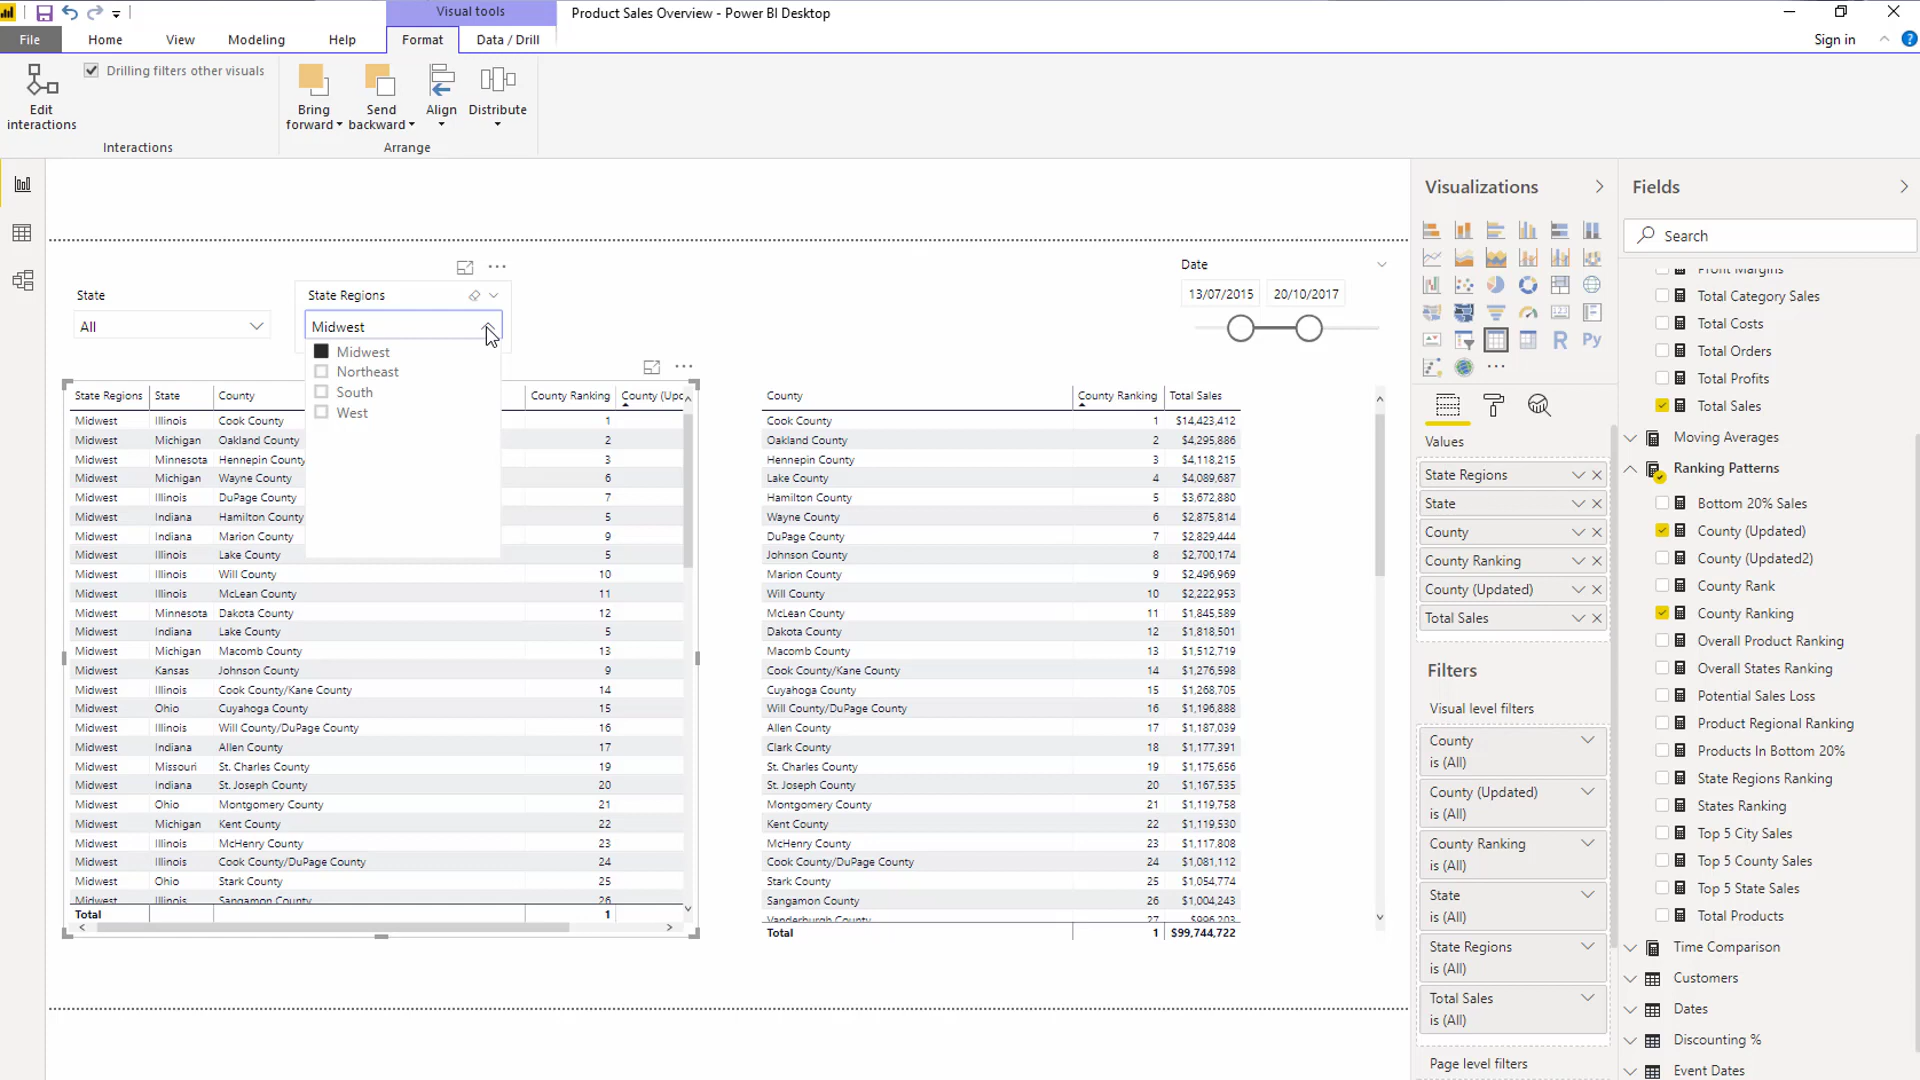 Visual tools
Product Sales Overview - Power BI Desktop
File Home View Modeling Help Format Data / Drill Sign in
Drilling filters other visuals
Edit interactions
Bring forward
Send backward
Align
Distribute
Interactions
Arrange
State
All
State Regions
Midwest
Midwest
Northeast
South
West
Date
13/07/2015 20/10/2017
State Regions State County County Ranking County (Upd
Midwest Illinois Cook County 1
Midwest Michigan Oakland County 2
Midwest Minnesota Hennepin County 3
Midwest Michigan Wayne County 6
Midwest Illinois DuPage County 7
Midwest Indiana Hamilton County 5
Midwest Indiana Marion County 9
Midwest Illinois Lake County 5
Midwest Illinois Will County 10
Midwest Illinois McLean County 11
Midwest Minnesota Dakota County 12
Midwest Indiana Lake County 5
Midwest Michigan Macomb County 13
Midwest Kansas Johnson County 9
Midwest Illinois Cook County/Kane County 14
Midwest Ohio Cuyahoga County 15
Midwest Illinois Will County/DuPage County 16
Midwest Indiana Allen County 17
Midwest Missouri St. Charles County 19
Midwest Indiana St. Joseph County 20
Midwest Ohio Montgomery County 21
Midwest Michigan Kent County 22
Midwest Illinois McHenry County 23
Midwest Illinois Cook County/DuPage County 24
Midwest Ohio Stark County 25
Midwest Illinois Sangamon County 26
Total 1
County County Ranking Total Sales
Cook County 1 $14,423,412
Oakland County 2 $4,295,886
Hennepin County 3 $4,118,215
Lake County 4 $4,089,687
Hamilton County 5 $3,672,880
Wayne County 6 $2,875,814
DuPage County 7 $2,829,444
Johnson County 8 $2,700,174
Marion County 9 $2,496,969
Will County 10 $2,222,953
McLean County 11 $1,845,589
Dakota County 12 $1,818,501
Macomb County 13 $1,512,719
Cook County/Kane County 14 $1,276,598
Cuyahoga County 15 $1,268,705
Will County/DuPage County 16 $1,196,888
Allen County 17 $1,187,039
Clark County 18 $1,177,391
St. Charles County 19 $1,175,656
St. Joseph County 20 $1,167,535
Montgomery County 21 $1,119,758
Kent County 22 $1,119,530
McHenry County 23 $1,117,808
Cook County/DuPage County 24 $1,081,112
Stark County 25 $1,054,774
Sangamon County 26 $1,004,243
Vanderburgh County 27 $996,203
Total 1 $99,744,722
Visualizations
R Py
Values
State Regions
State
County
County Ranking
County (Updated)
Total Sales
Filters
Visual level filters
County
is (All)
County (Updated)
is (All)
County Ranking
is (All)
State
is (All)
State Regions
is (All)
Total Sales
is (All)
Page level filters
Fields
Search
Profit Margins
Total Category Sales
Total Costs
Total Orders
Total Profits
Total Sales
Moving Averages
Ranking Patterns
Bottom 20% Sales
County (Updated)
County (Updated2)
County Rank
County Ranking
Overall Product Ranking
Overall States Ranking
Potential Sales Loss
Product Regional Ranking
Products In Bottom 20%
State Regions Ranking
States Ranking
Top 5 City Sales
Top 5 County Sales
Top 5 State Sales
Total Products
Time Comparison
Customers
Dates
Discounting %
Event Dates